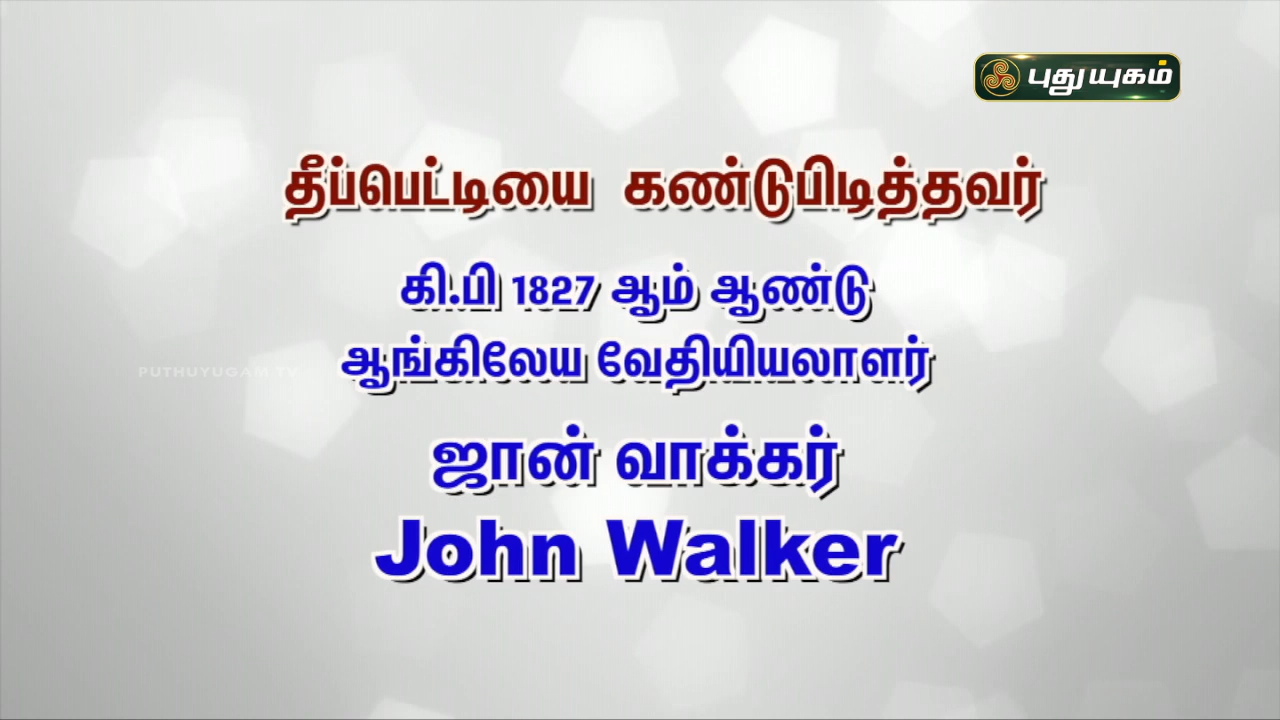 புதுயுகம்
தீப்பெட்டியை கண்டுபிடித்தவர்
கி.பி 1827 ஆம் ஆண்டு
ஆங்கிலேய வேதியியலாளர்
PUTHUYUGAM TV
ஜான் வாக்கர்
John Walker